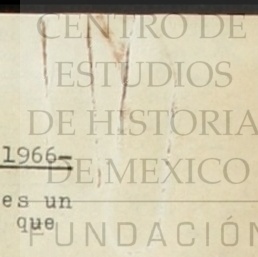 CENTRO DE
ESTUDIOS
DE HISTORIA
1966-
DE MEXICO
es un
que
FUNDACIÓN